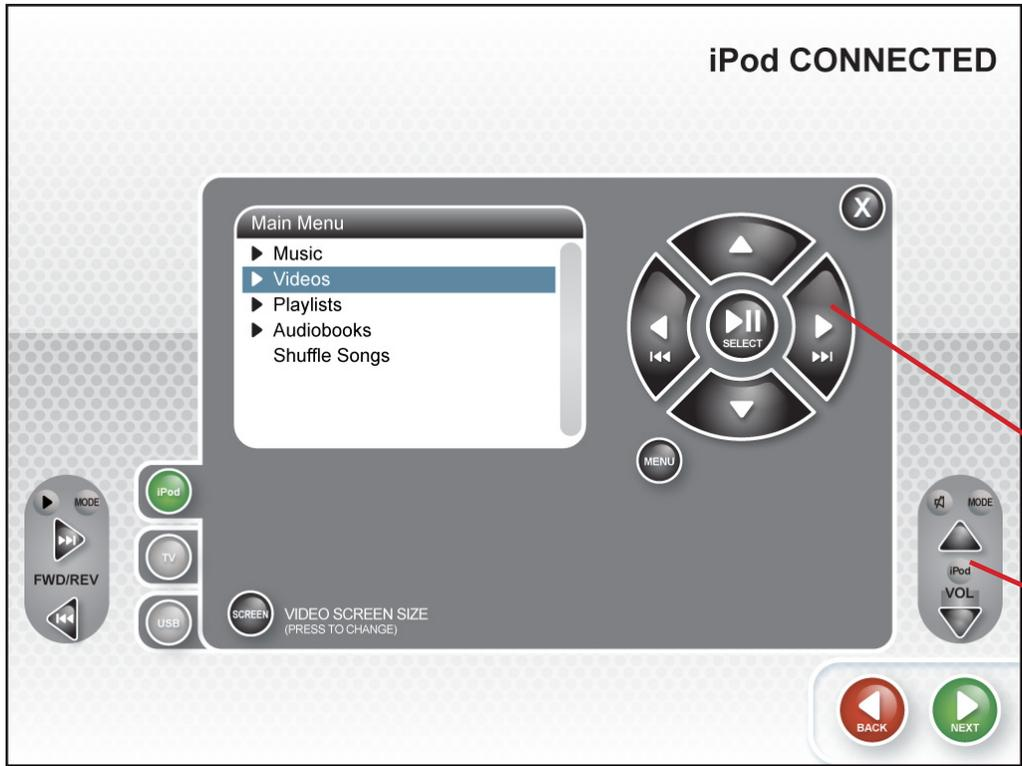 iPod CONNECTED
Main Menu
Music
Videos
Playlists
Audiobooks
Shuffle Songs
X
SELECT
MENU
iPod
TV
USB
MODE
FWD/REV
MODE
iPod
VOL
SCREEN
VIDEO SCREEN SIZE
(PRESS TO CHANGE)
BACK
NEXT